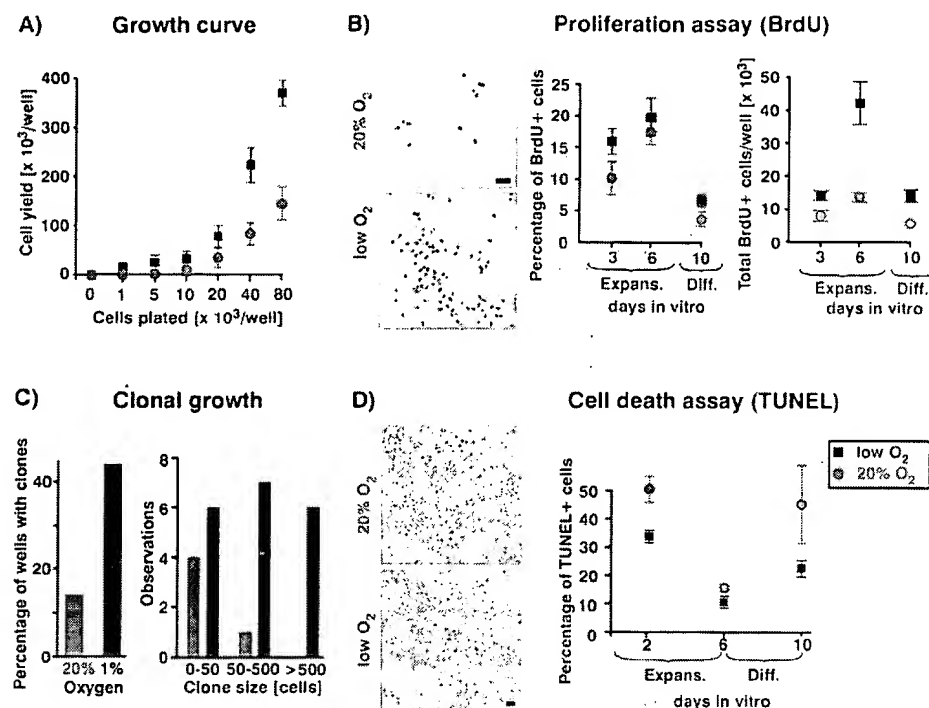 A) Growth curve
Cell yield [x 10³/well]
400
300
200
100
0
0 1 5 10 20 40 80
Cells plated [x 10³/well]
B) Proliferation assay (BrdU)
20% O₂
low O₂
Percentage of BrdU+ cells
25
20
15
10
5
0
3 6 10
Expans. Diff.
days in vitro
Total BrdU+ cells/well [x 10³]
50
40
30
20
10
0
3 6 10
Expans. Diff.
days in vitro
C) Clonal growth
Percentage of wells with clones
40
20
0
20% 1%
Oxygen
Observations
8
6
4
2
0
0-50 50-500 >500
Clone size [cells]
D) Cell death assay (TUNEL)
20% O₂
low O₂
low O₂
20% O₂
Percentage of TUNEL+ cells
50
40
30
20
10
0
2 6 10
Expans. Diff.
days in vitro